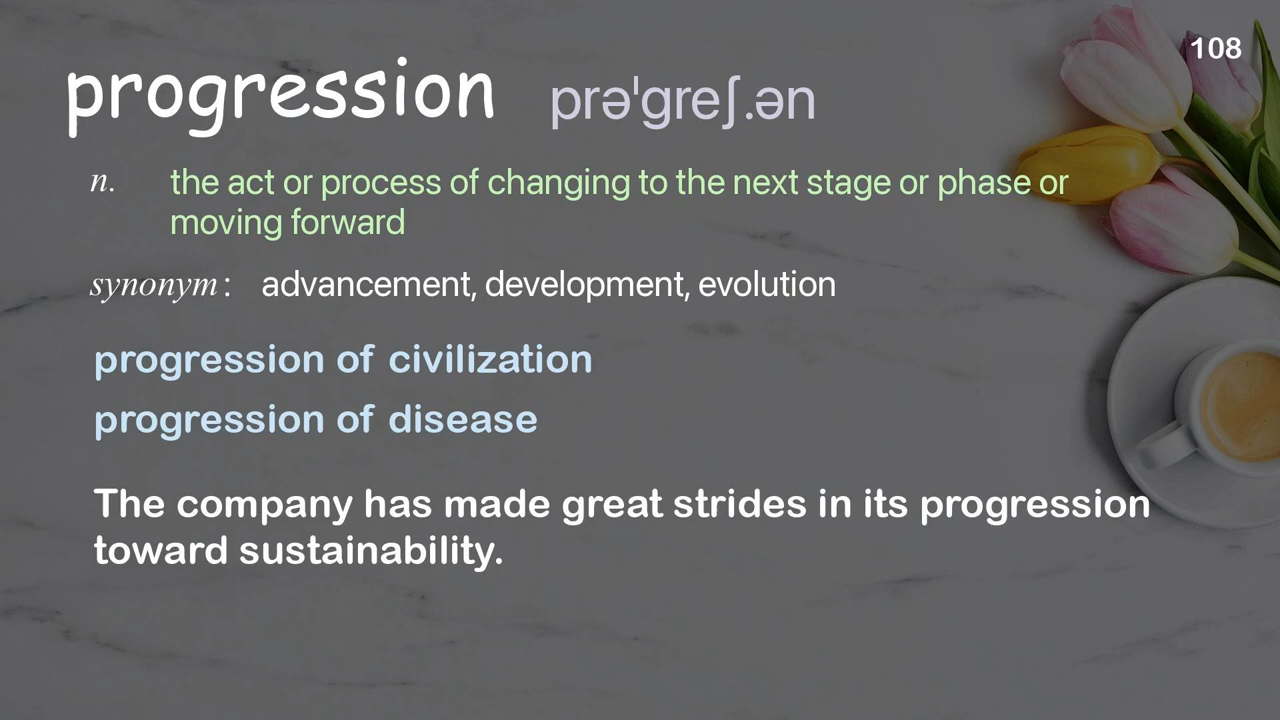 108
progression prəˈgreʃ.ən
n. the act or process of changing to the next stage or phase or
moving forward
synonym: advancement, development, evolution
progression of civilization
progression of disease
The company has made great strides in its progression
toward sustainability.